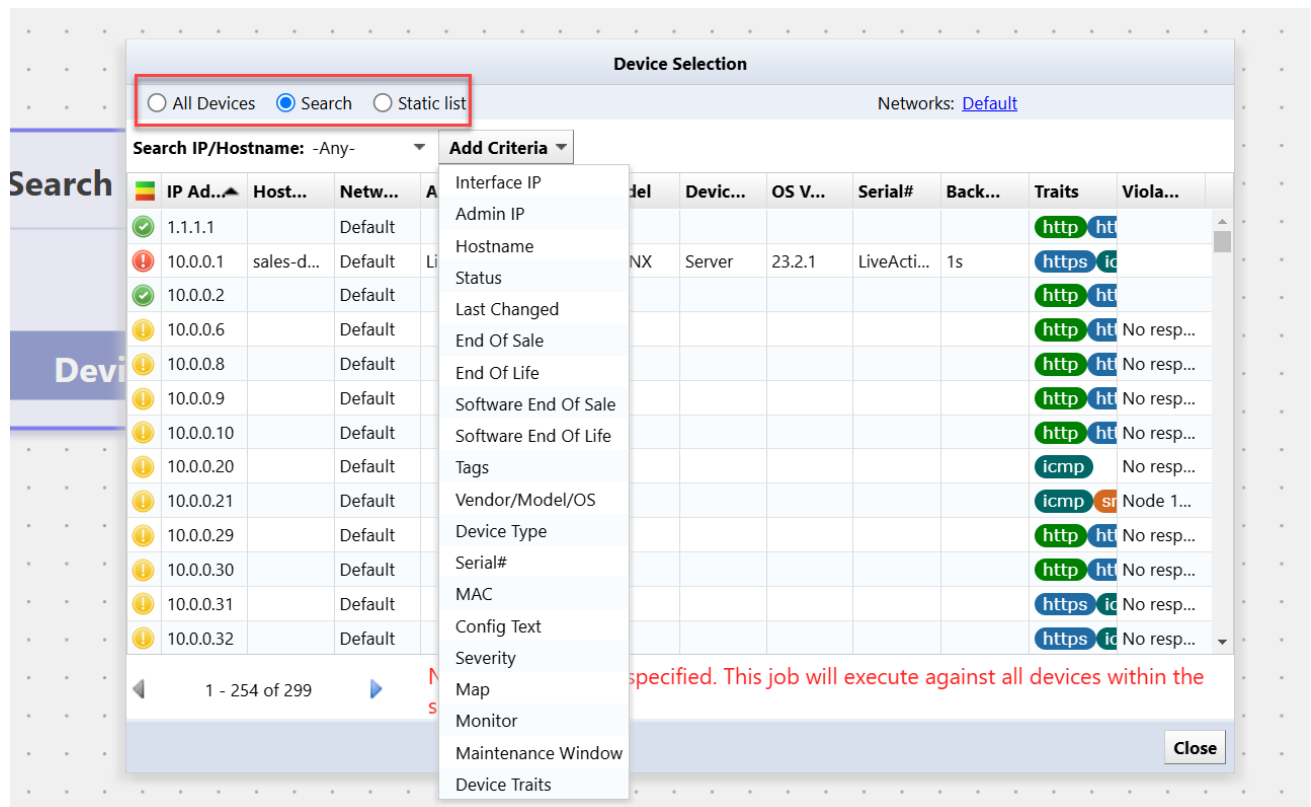 Device Selection
All Devices Search Static list Networks: Default
Search IP/Hostname: -Any- Add Criteria
Search
IP Ad... Host... Netw... Devic... OS V... Serial# Back... Traits Viola...
1.1.1.1 Default http
10.0.0.1 sales-d... Default NX Server 23.2.1 LiveActi... 1s https
10.0.0.2 Default http
10.0.0.6 Default http No resp...
Devi
10.0.0.8 Default http No resp...
10.0.0.9 Default http No resp...
10.0.0.10 Default http No resp...
10.0.0.20 Default icmp No resp...
10.0.0.21 Default icmp Node 1...
10.0.0.29 Default http No resp...
10.0.0.30 Default http No resp...
10.0.0.31 Default https No resp...
10.0.0.32 Default https No resp...
Interface IP
Admin IP
Hostname
Status
Last Changed
End Of Sale
End Of Life
Software End Of Sale
Software End Of Life
Tags
Vendor/Model/OS
Device Type
Serial#
MAC
Config Text
Severity
Map
Monitor
Maintenance Window
Device Traits
1 - 254 of 299
specified. This job will execute against all devices within the
Close